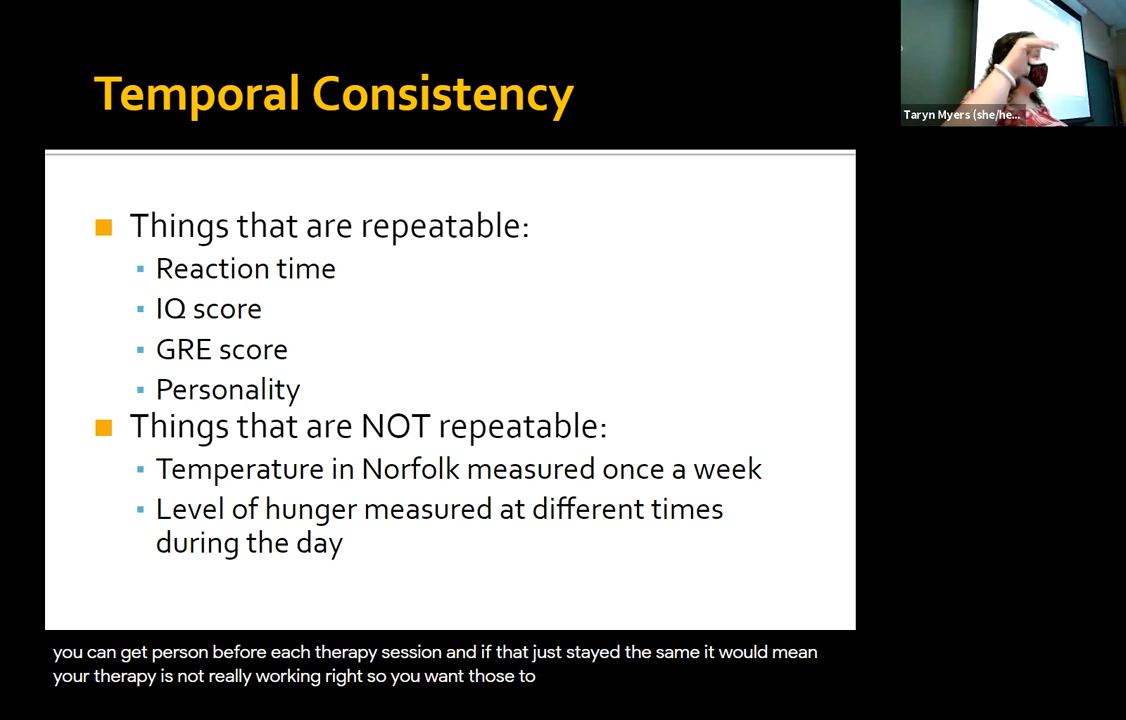 Temporal Consistency
Taryn Myers (she/he...
Things that are repeatable:
Reaction time
IQ score
GRE score
Personality
Things that are NOT repeatable:
Temperature in Norfolk measured once a week
Level of hunger measured at different times
during the day
you can get person before each therapy session and if that just stayed the same it would mean
your therapy is not really working right so you want those to